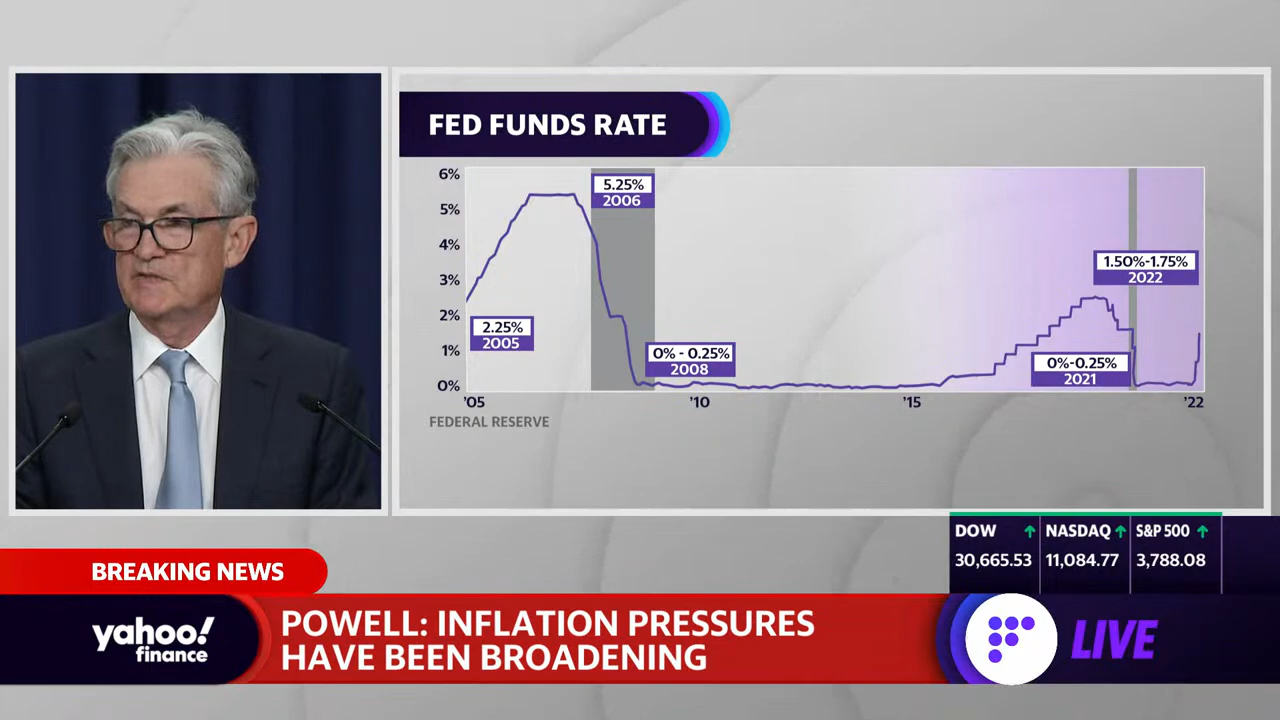 FED FUNDS RATE
6%
5%
4%
3%
2%
1%
0%
5.25%
2006
2.25%
2005
0% - 0.25%
2008
1.50%-1.75%
2022
0%-0.25%
2021
'05
'10
'15
'22
FEDERAL RESERVE
DOW
30,665.53
NASDAQ
11,084.77
S&P 500
3,788.08
BREAKING NEWS
yahoo!
finance
POWELL: INFLATION PRESSURES
HAVE BEEN BROADENING
LIVE